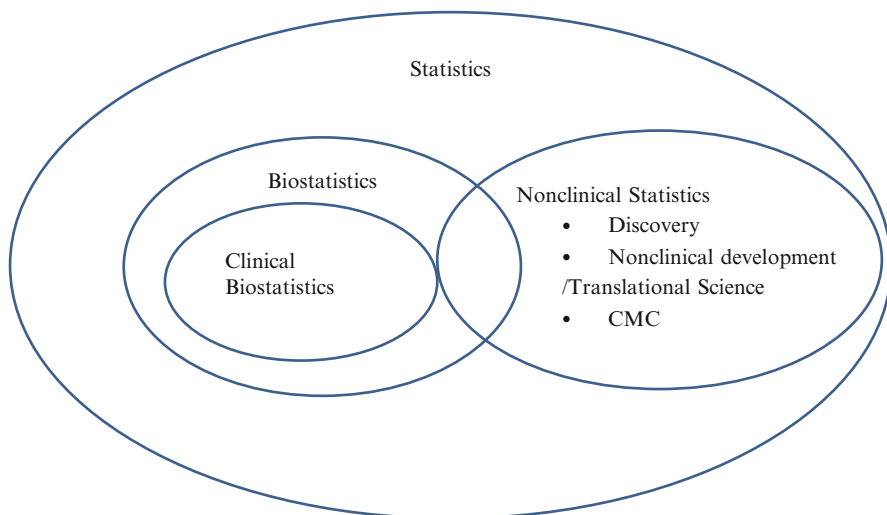 Statistics
Biostatistics
Clinical
Biostatistics
Nonclinical Statistics
• Discovery
• Nonclinical development
/Translational Science
• CMC